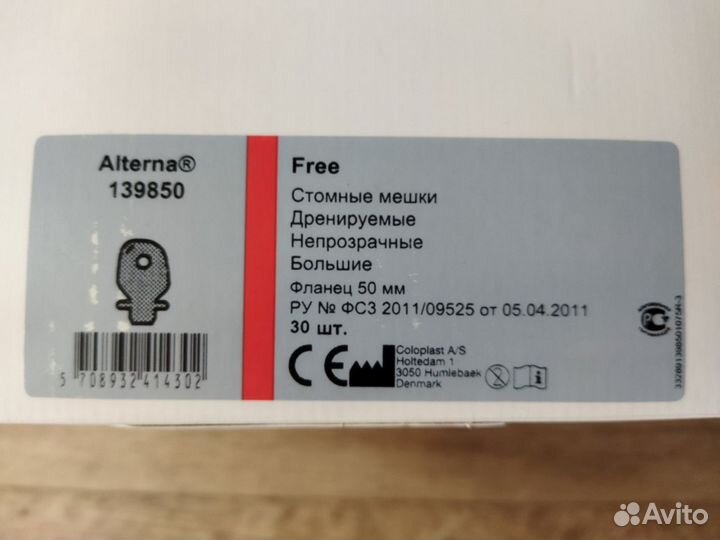 Alterna®
139850
5 708932 414302
Free
Стомные мешки
Дренируемые
Непрозрачные
Большие
Фланец 50 мм
РУ № ФСЗ 2011/09525 от 05.04.2011
30 шт.
CE
Coloplast A/S
Holtedam 1
3050 Humlebaek
Denmark
Avito